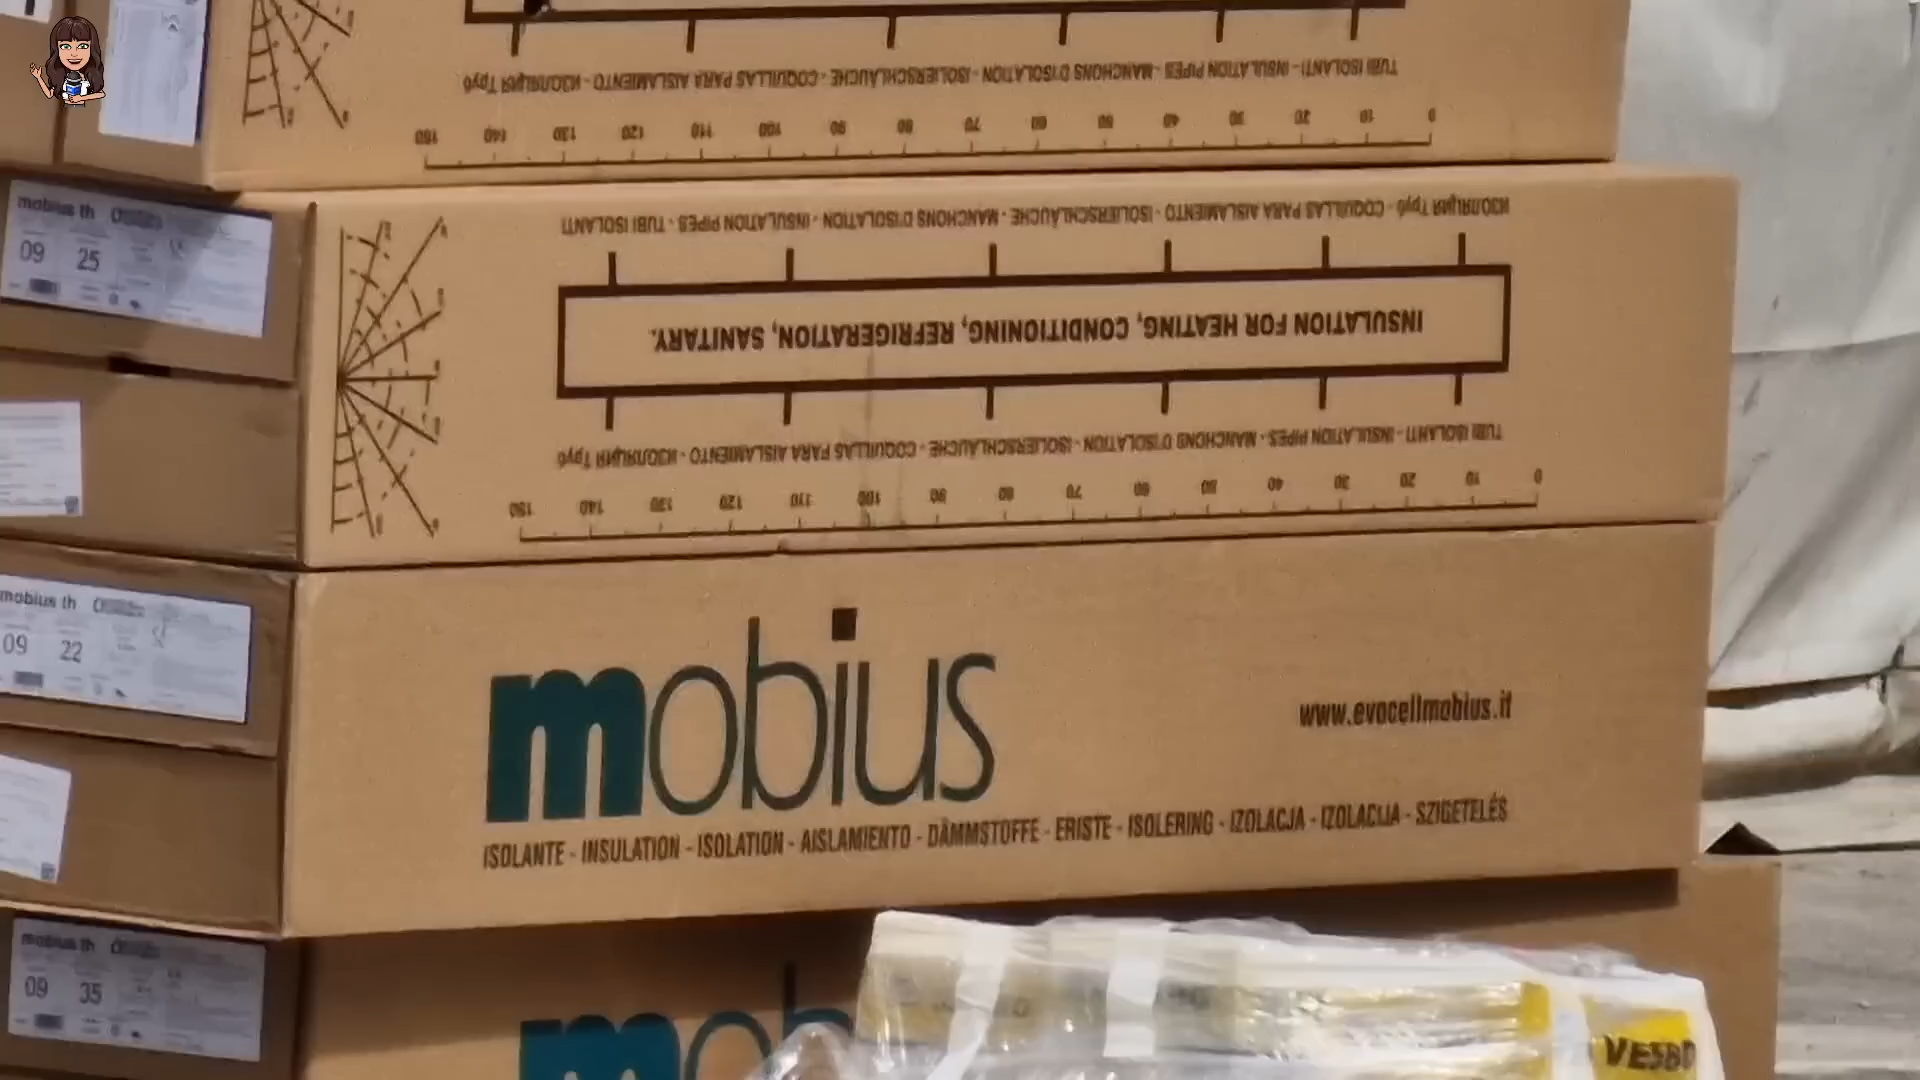 TUBI ISOLANTI - INSULATION PIPES - MANCHONS D'ISOLATION - ISOLIERSCHLÄUCHE - COQUILLAS PARA AISLAMIENTO - ИЗОЛЯЦИЯ Труб
0 10 20 30 40 50 60 70 80 90 100 110 120 130 140 150
mobius th
09 25
ИЗОЛЯЦИЯ Труб - COQUILLAS PARA AISLAMIENTO - ISOLIERSCHLÄUCHE - MANCHONS D'ISOLATION - INSULATION PIPES - TUBI ISOLANTI
INSULATION FOR HEATING, CONDITIONING, REFRIGERATION, SANITARY.
TUBI ISOLANTI - INSULATION PIPES - MANCHONS D'ISOLATION - ISOLIERSCHLÄUCHE - COQUILLAS PARA AISLAMIENTO - ИЗОЛЯЦИЯ Труб
0 10 20 30 40 50 60 70 80 90 100 110 120 130 140 150
mobius th
09 22
mobius
www.evocellmobius.it
ISOLANTE - INSULATION - ISOLATION - AISLAMIENTO - DÄMMSTOFFE - ERISTE - ISOLERING - IZOLACJA - IZOLACIJA - SZIGETELÉS
mobius th
09 35
mob
VESBO